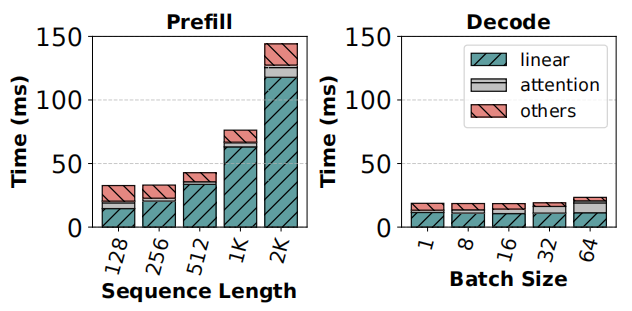 Prefill
Time (ms)
150
100
50
0
128
256
512
1K
2K
Sequence Length
Decode
Time (ms)
150
100
50
0
linear
attention
others
1
8
16
32
64
Batch Size